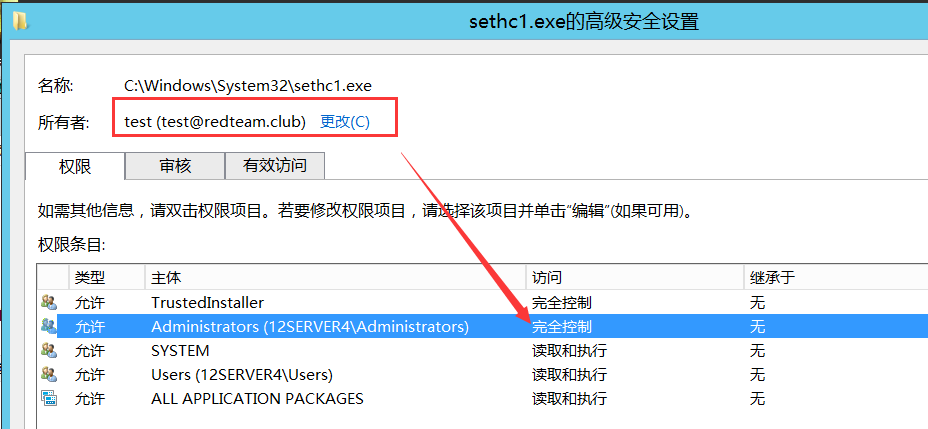 sethc1.exe的高级安全设置
名称: C:\Windows\System32\sethc1.exe
所有者: test (test@redteam.club) 更改(C)
权限 审核 有效访问
如需其他信息，请双击权限项目。若要修改权限项目，请选择该项目并单击“编辑”(如果可用)。
权限条目:
类型 主体 访问 继承于
允许 TrustedInstaller 完全控制 无
允许 Administrators (12SERVER4\Administrators) 完全控制 无
允许 SYSTEM 读取和执行 无
允许 Users (12SERVER4\Users) 读取和执行 无
允许 ALL APPLICATION PACKAGES 读取和执行 无